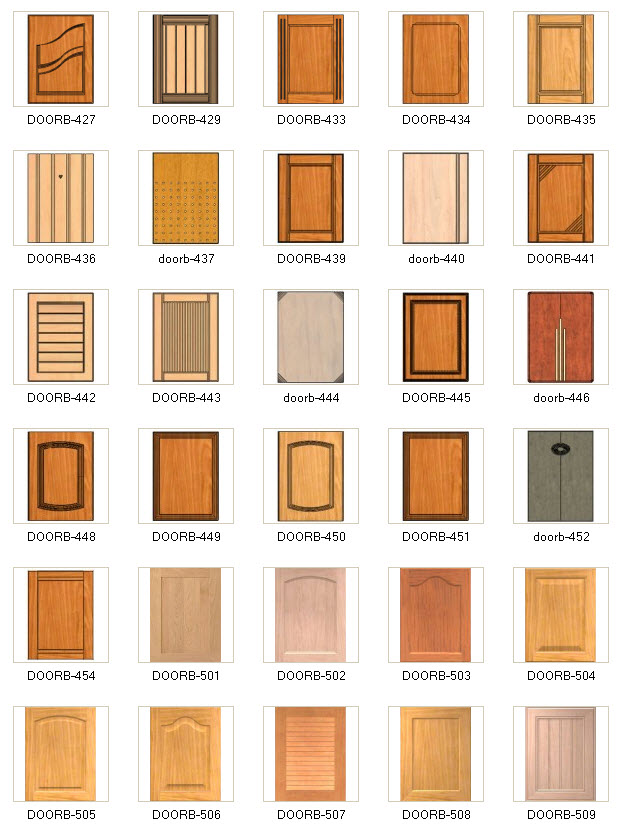 DOORB-427 DOORB-429 DOORB-433 DOORB-434 DOORB-435
DOORB-436 doorb-437 DOORB-439 doorb-440 DOORB-441
DOORB-442 DOORB-443 doorb-444 DOORB-445 doorb-446
DOORB-448 DOORB-449 DOORB-450 DOORB-451 doorb-452
DOORB-454 DOORB-501 DOORB-502 DOORB-503 DOORB-504
DOORB-505 DOORB-506 DOORB-507 DOORB-508 DOORB-509